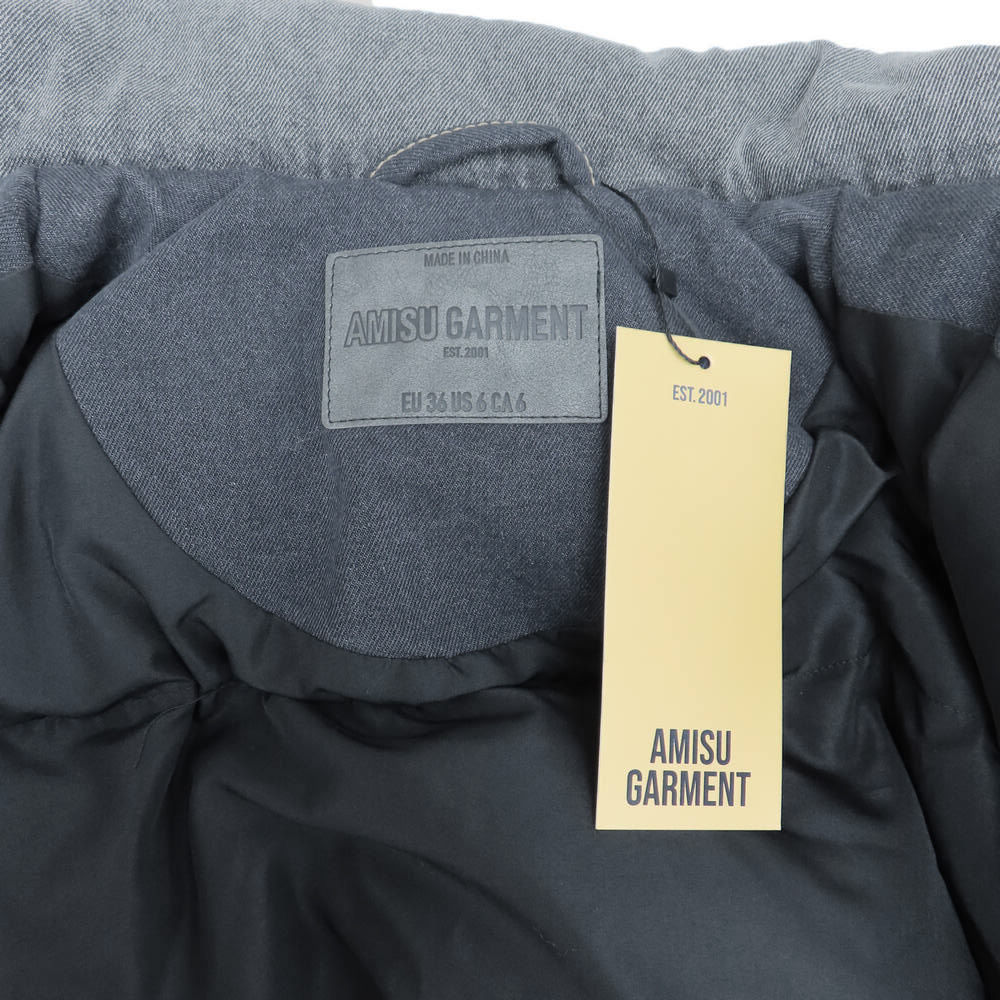 MADE IN CHINA
AMISU GARMENT
EST. 2001
EU 36 US 6 CA 6
EST. 2001
AMISU
GARMENT